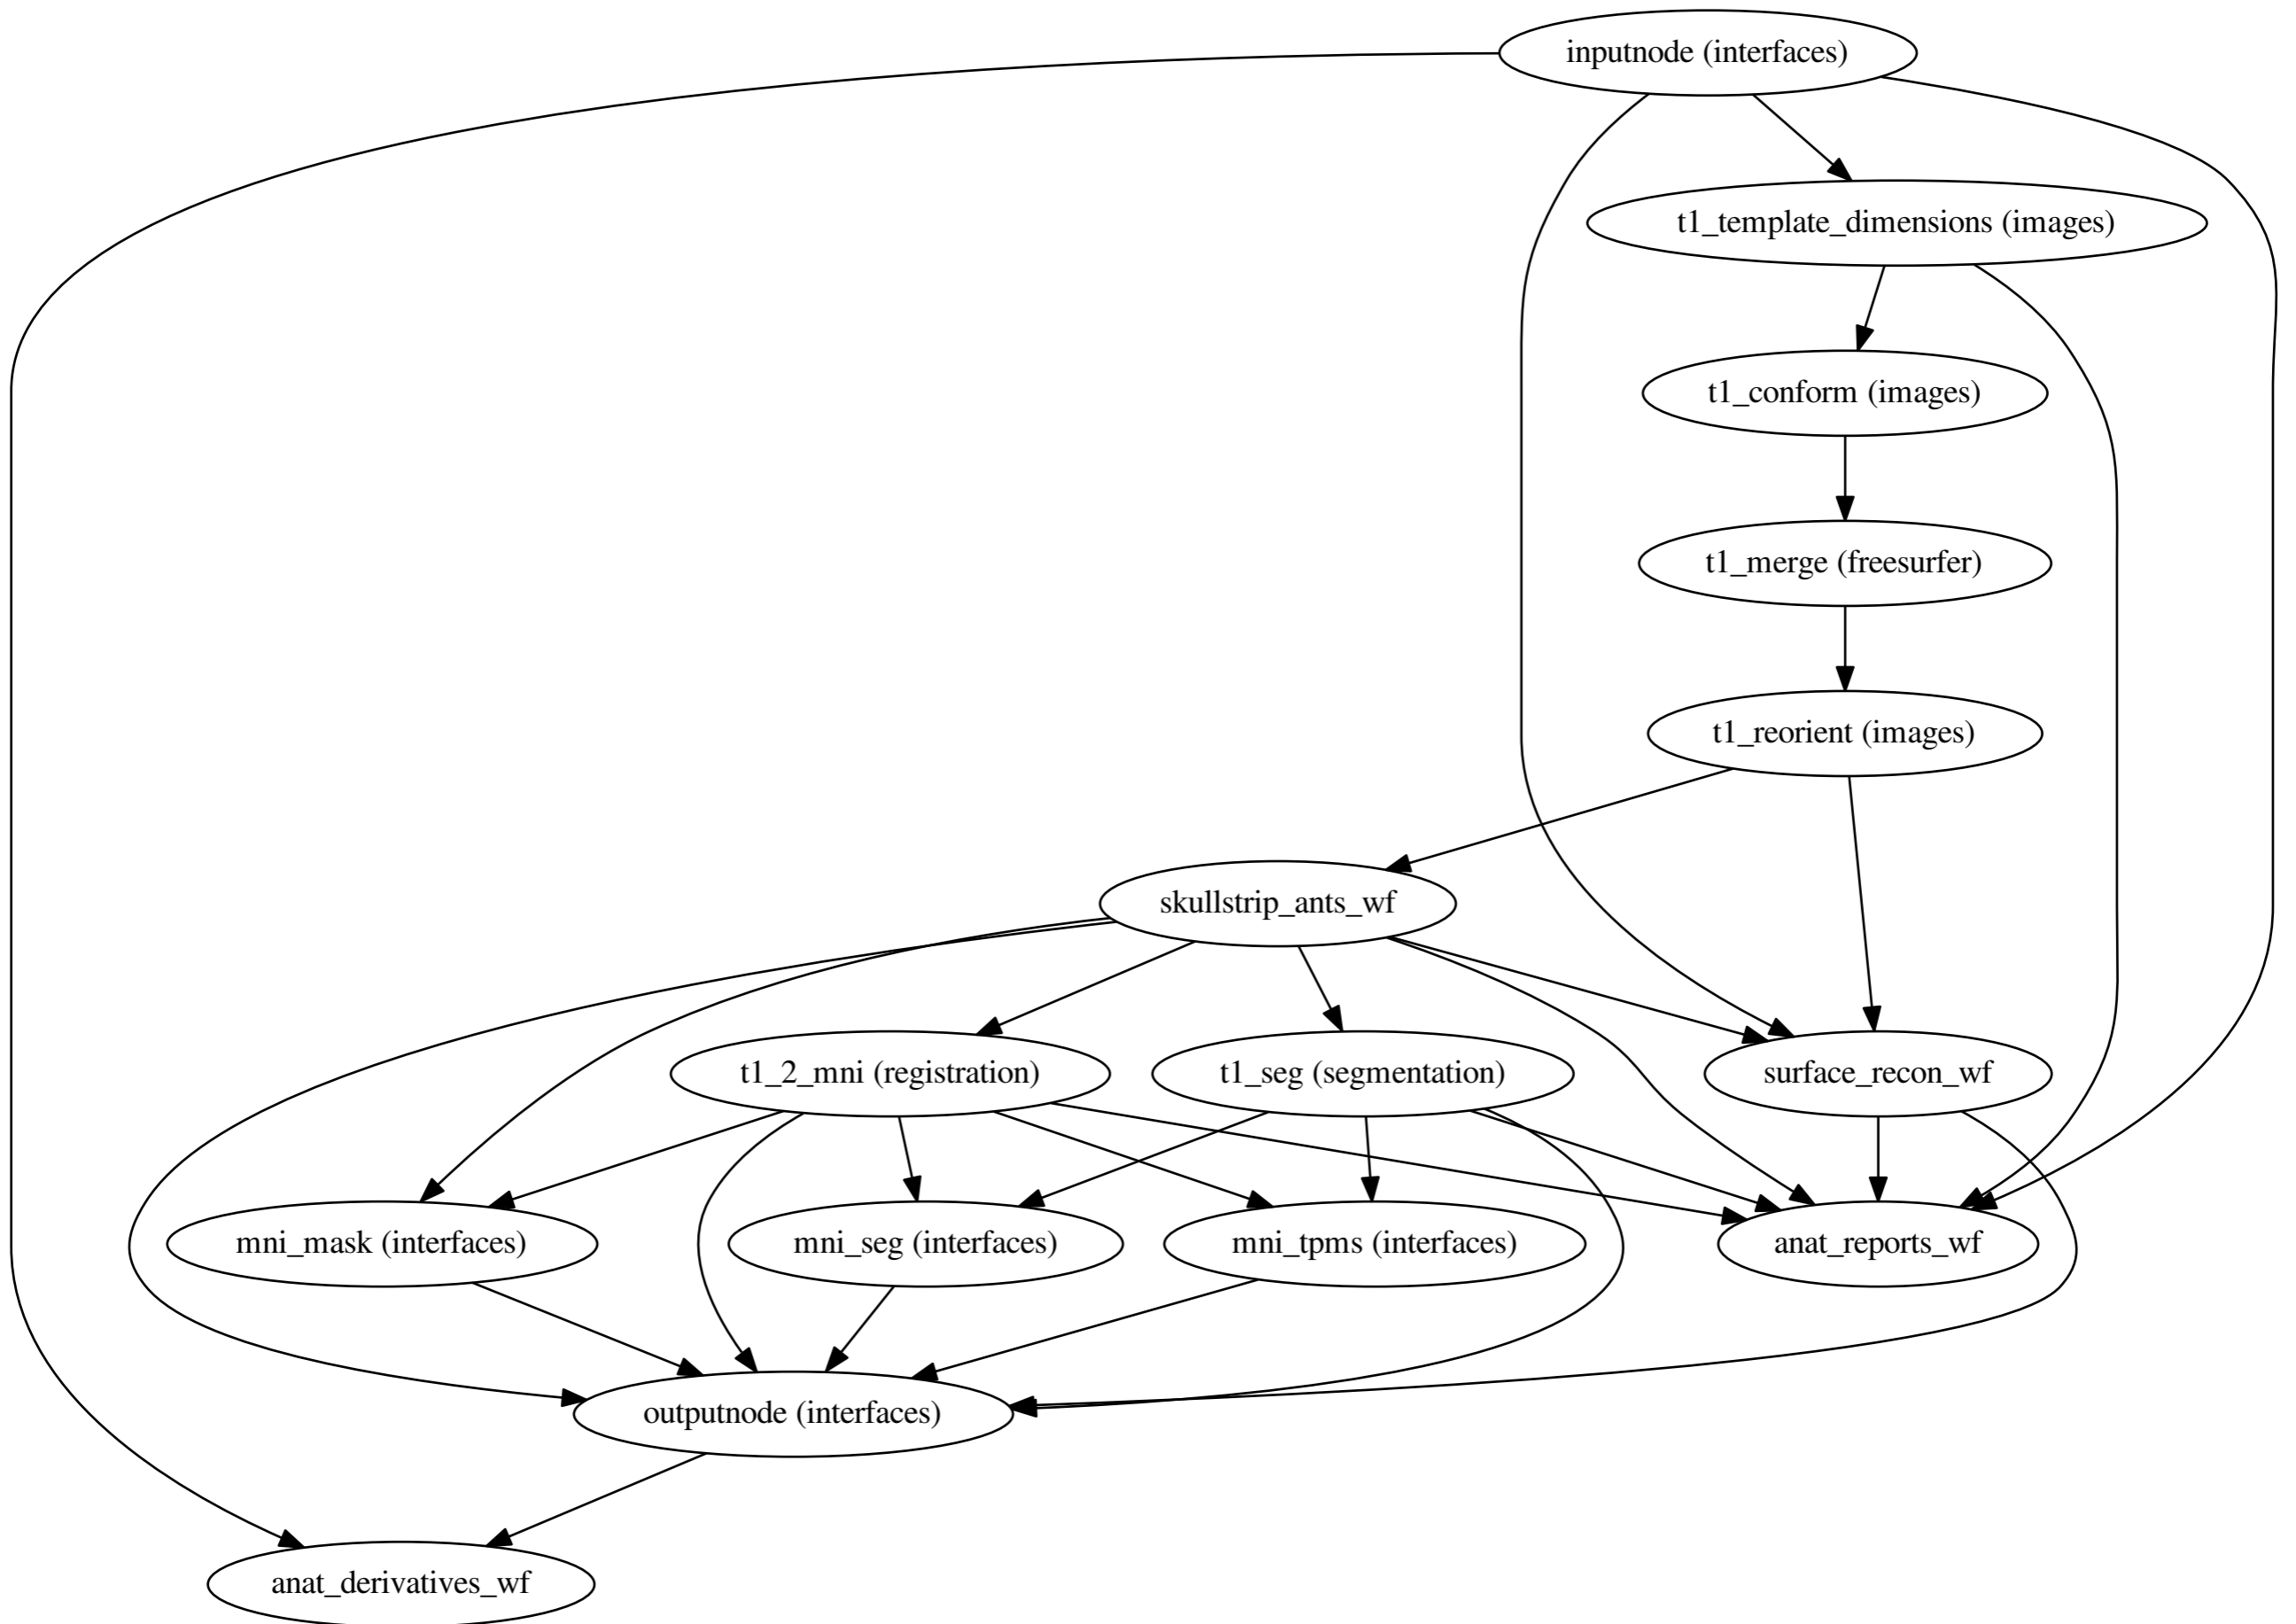 inputnode (interfaces)
t1_template_dimensions (images)
t1_conform (images)
t1_merge (freesurfer)
t1_reorient (images)
skullstrip_ants_wf
t1_2_mni (registration)
t1_seg (segmentation)
surface_recon_wf
mni_mask (interfaces)
mni_seg (interfaces)
mni_tpms (interfaces)
anat_reports_wf
outputnode (interfaces)
anat_derivatives_wf